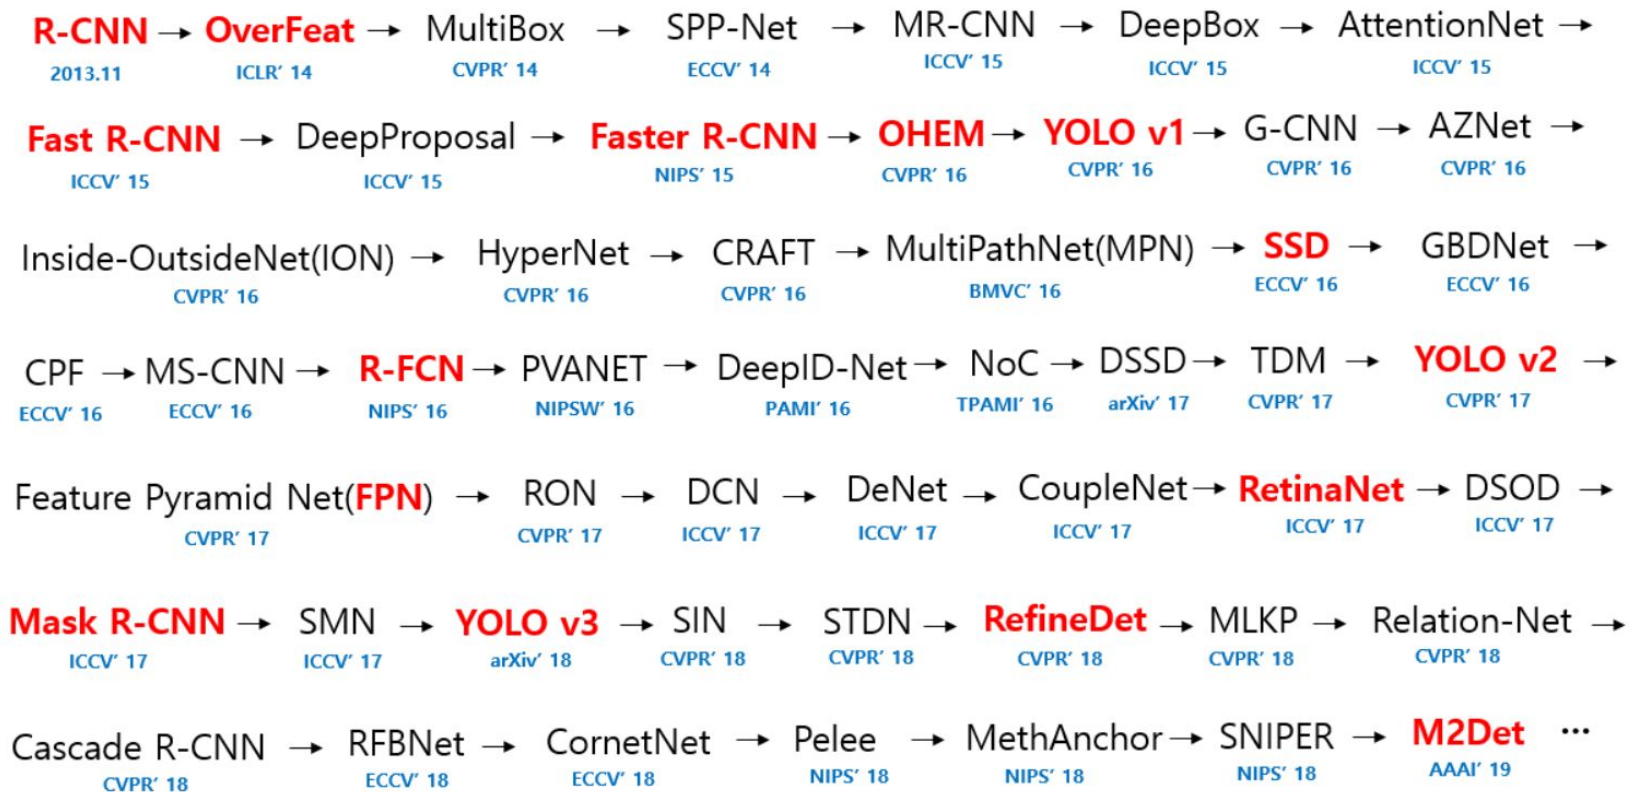 R-CNN → OverFeat → MultiBox → SPP-Net → MR-CNN → DeepBox → AttentionNet →
2013.11 ICLR' 14 CVPR' 14 ECCV' 14 ICCV' 15 ICCV' 15 ICCV' 15
Fast R-CNN → DeepProposal → Faster R-CNN → OHEM → YOLO v1 → G-CNN → AZNet →
ICCV' 15 ICCV' 15 NIPS' 15 CVPR' 16 CVPR' 16 CVPR' 16 CVPR' 16
Inside-OutsideNet(ION) → HyperNet → CRAFT → MultiPathNet(MPN) → SSD → GBDNet →
CVPR' 16 CVPR' 16 CVPR' 16 BMVC' 16 ECCV' 16 ECCV' 16
CPF → MS-CNN → R-FCN → PVANET → DeepID-Net → NoC → DSSD → TDM → YOLO v2 →
ECCV' 16 ECCV' 16 NIPS' 16 NIPSW' 16 PAMI' 16 TPAMI' 16 arXiv' 17 CVPR' 17 CVPR' 17
Feature Pyramid Net(FPN) → RON → DCN → DeNet → CoupleNet → RetinaNet → DSOD →
CVPR' 17 CVPR' 17 ICCV' 17 ICCV' 17 ICCV' 17 ICCV' 17 ICCV' 17
Mask R-CNN → SMN → YOLO v3 → SIN → STDN → RefineDet → MLKP → Relation-Net →
ICCV' 17 ICCV' 17 arXiv' 18 CVPR' 18 CVPR' 18 CVPR' 18 CVPR' 18 CVPR' 18
Cascade R-CNN → RFBNet → CornetNet → Pelee → MethAnchor → SNIPER → M2Det ···
CVPR' 18 ECCV' 18 ECCV' 18 NIPS' 18 NIPS' 18 NIPS' 18 AAAI' 19